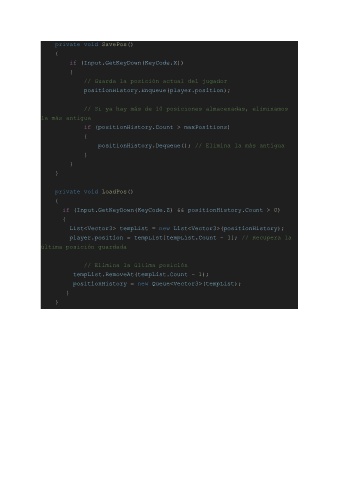 private void SavePos()
{
if (Input.GetKeyDown(KeyCode.K))
{
// Guarda la posición actual del jugador
positionHistory.Enqueue(player.position);
// Si ya hay más de 10 posiciones almacenadas, eliminamos
la más antigua
if (positionHistory.Count > maxPositions)
{
positionHistory.Dequeue(); // Elimina la más antigua
}
}
}
private void LoadPos()
{
if (Input.GetKeyDown(KeyCode.E) && positionHistory.Count > 0)
{
List<Vector3> tempList = new List<Vector3>(positionHistory);
player.position = tempList[tempList.Count - 1]; // Recupera la
última posición guardada
// Elimina la última posición
tempList.RemoveAt(tempList.Count - 1);
positionHistory = new Queue<Vector3>(tempList);
}
}